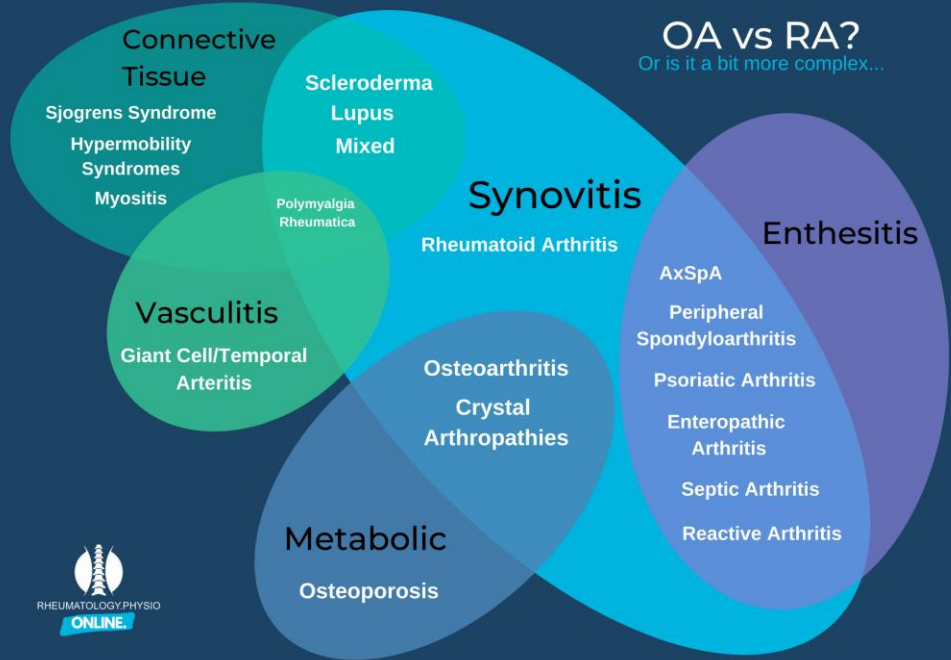 OA vs RA?
Or is it a bit more complex...
Connective
Tissue
Sjogrens Syndrome
Hypermobility
Syndromes
Myositis
Scleroderma
Lupus
Mixed
Polymyalgia
Rheumatica
Synovitis
Rheumatoid Arthritis
Enthesitis
AxSpA
Peripheral
Spondyloarthritis
Psoriatic Arthritis
Enteropathic
Arthritis
Septic Arthritis
Reactive Arthritis
Vasculitis
Giant Cell/Temporal
Arteritis
Osteoarthritis
Crystal
Arthropathies
Metabolic
Osteoporosis
RHEUMATOLOGY.PHYSIO
ONLINE.